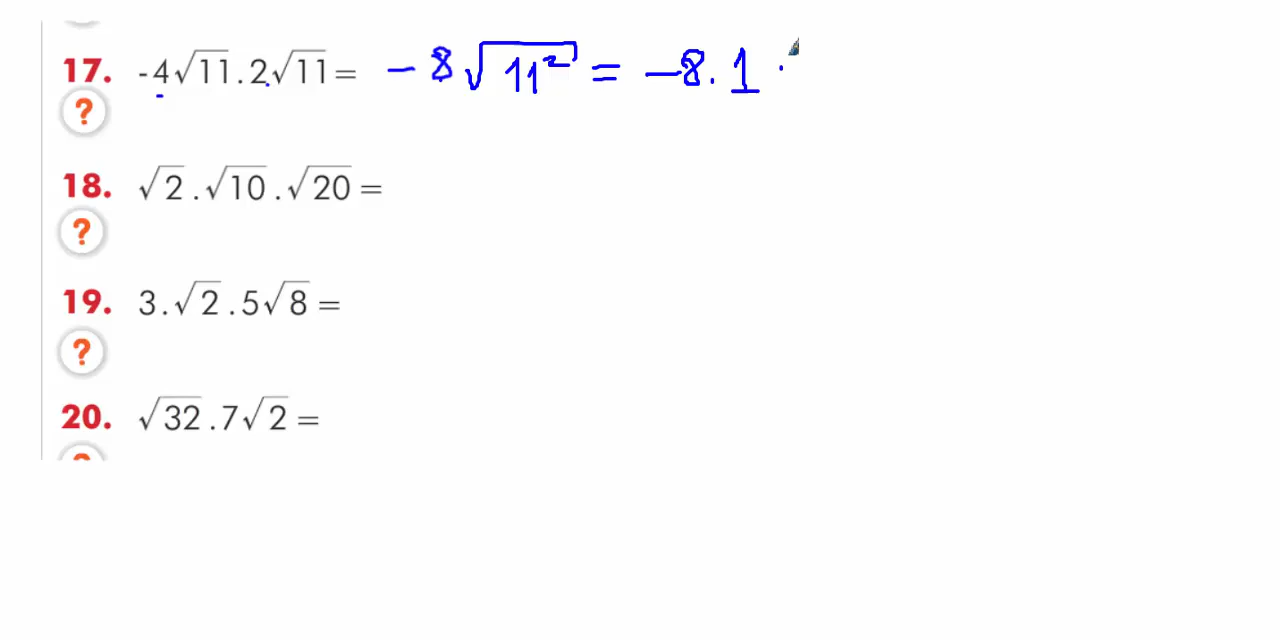 17. -4√11.2√11 = -8√11² = -8.1
?
18. √2.√10.√20 =
?
19. 3.√2.5√8 =
?
20. √32.7√2 =